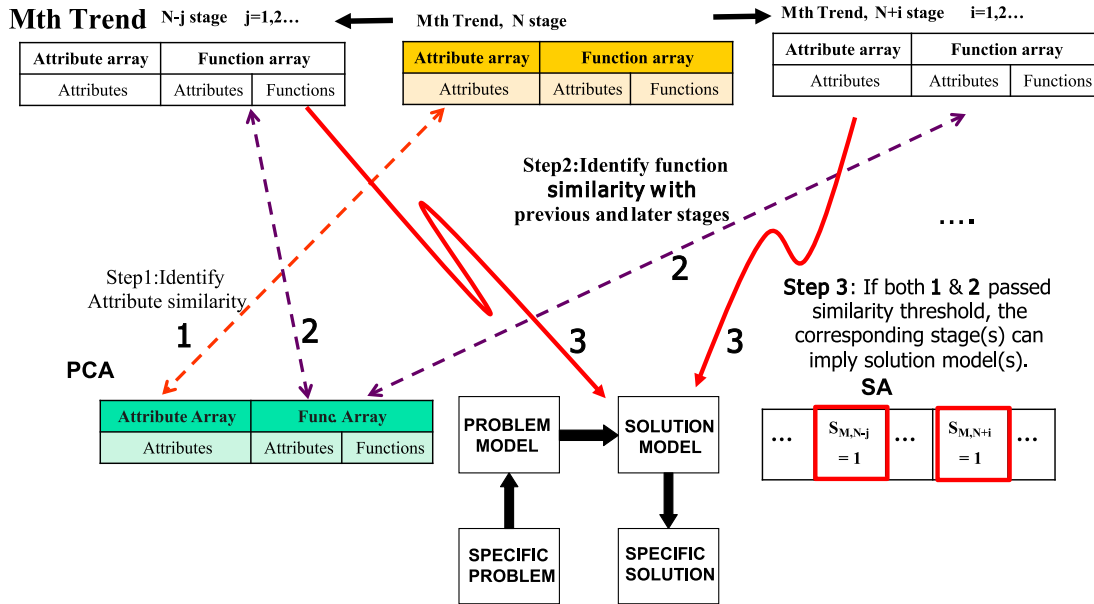 Mth Trend N-j stage j=1,2…
Mth Trend, N stage
Mth Trend, N+i stage i=1,2…
Attribute array Function array
Attributes Attributes Functions
Attribute array Function array
Attributes Attributes Functions
Attribute array Function array
Attributes Attributes Functions
Step2:Identify function
similarity with
previous and later stages
....
Step1:Identify
Attribute similarity
1
2
2
3
3
Step 3: If both 1 & 2 passed
similarity threshold, the
corresponding stage(s) can
imply solution model(s).
PCA
Attribute Array Func. Array
Attributes Attributes Functions
PROBLEM
MODEL
SOLUTION
MODEL
SPECIFIC
PROBLEM
SPECIFIC
SOLUTION
SA
… S M,N-j … S M,N+i …
= 1 = 1